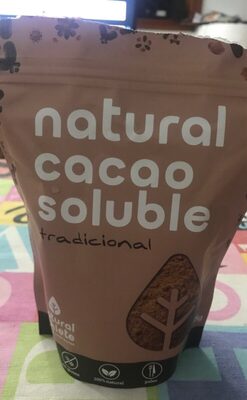 natural
cacao
soluble
tradicional
100% natural